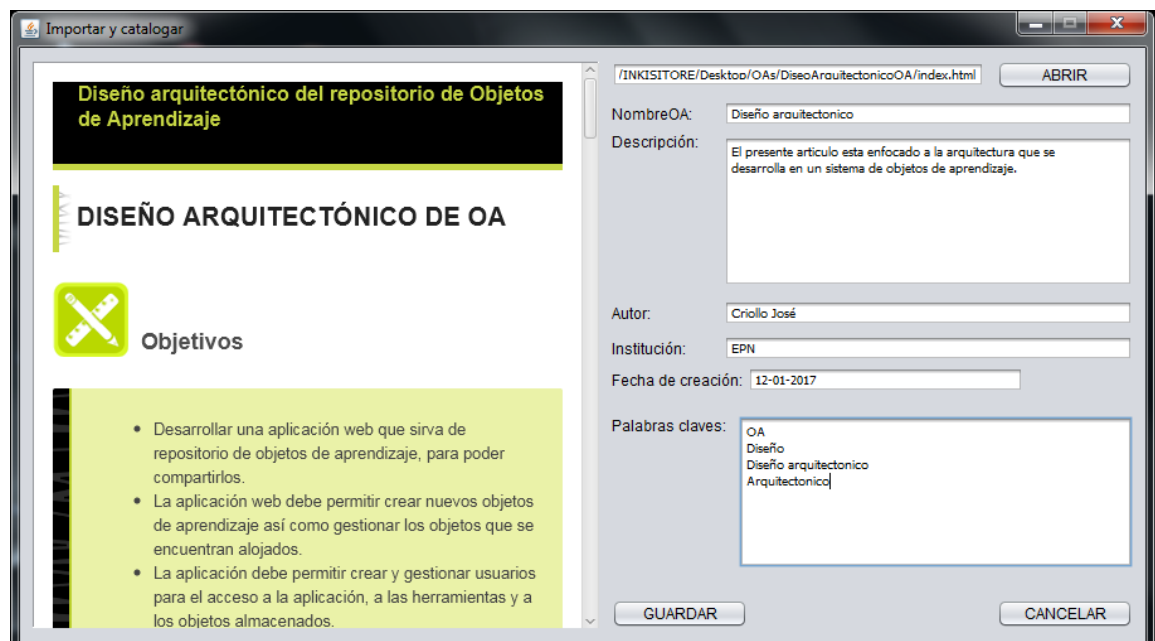 Importar y catalogar
Diseño arquitectónico del repositorio de Objetos
de Aprendizaje
DISEÑO ARQUITECTÓNICO DE OA
Objetivos
• Desarrollar una aplicación web que sirva de
repositorio de objetos de aprendizaje, para poder
compartirlos.
• La aplicación web debe permitir crear nuevos objetos
de aprendizaje así como gestionar los objetos que se
encuentran alojados.
• La aplicación debe permitir crear y gestionar usuarios
para el acceso a la aplicación, a las herramientas y a
los objetos almacenados.
/INKISITORE/Desktop/OAs/DiseoArquitectonicoOA/index.html
ABRIR
NombreOA: Diseño arquitectonico
Descripción: El presente articulo esta enfocado a la arquitectura que se
desarrolla en un sistema de objetos de aprendizaje.
Autor: Criollo José
Institución: EPN
Fecha de creación: 12-01-2017
Palabras claves: OA
Diseño
Diseño arquitectonico
Arquitectonico
GUARDAR
CANCELAR